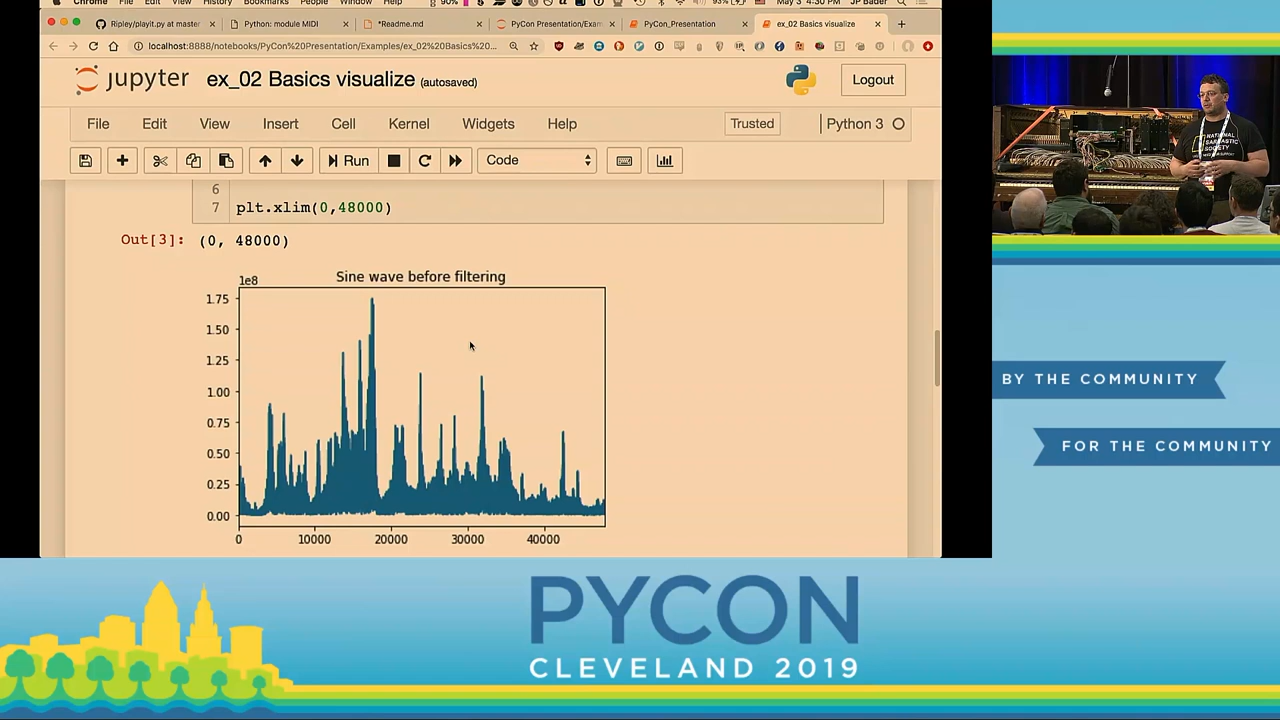 Chrome File Edit View History Bookmarks People Window Help 90% 93% May 3 4:30 PM JP Bader
Ripley/playit.py at master
Python: module MIDI
*Readme.md
PyCon Presentation/Exam
PyCon_Presentation
ex_02 Basics visualize
localhost:8888/notebooks/PyCon%20Presentation/Examples/ex_02%20Basics%20...
jupyter ex_02 Basics visualize (autosaved)
Logout
File Edit View Insert Cell Kernel Widgets Help
Trusted
Python 3
Run
Code
6
7 plt.xlim(0,48000)
Out[3]: (0, 48000)
Sine wave before filtering
1e8
1.75
1.50
1.25
1.00
0.75
0.50
0.25
0.00
0 10000 20000 30000 40000
NATIONAL
SARCASTIC
SOCIETY
BY THE COMMUNITY
FOR THE COMMUNITY
PYCON
CLEVELAND 2019